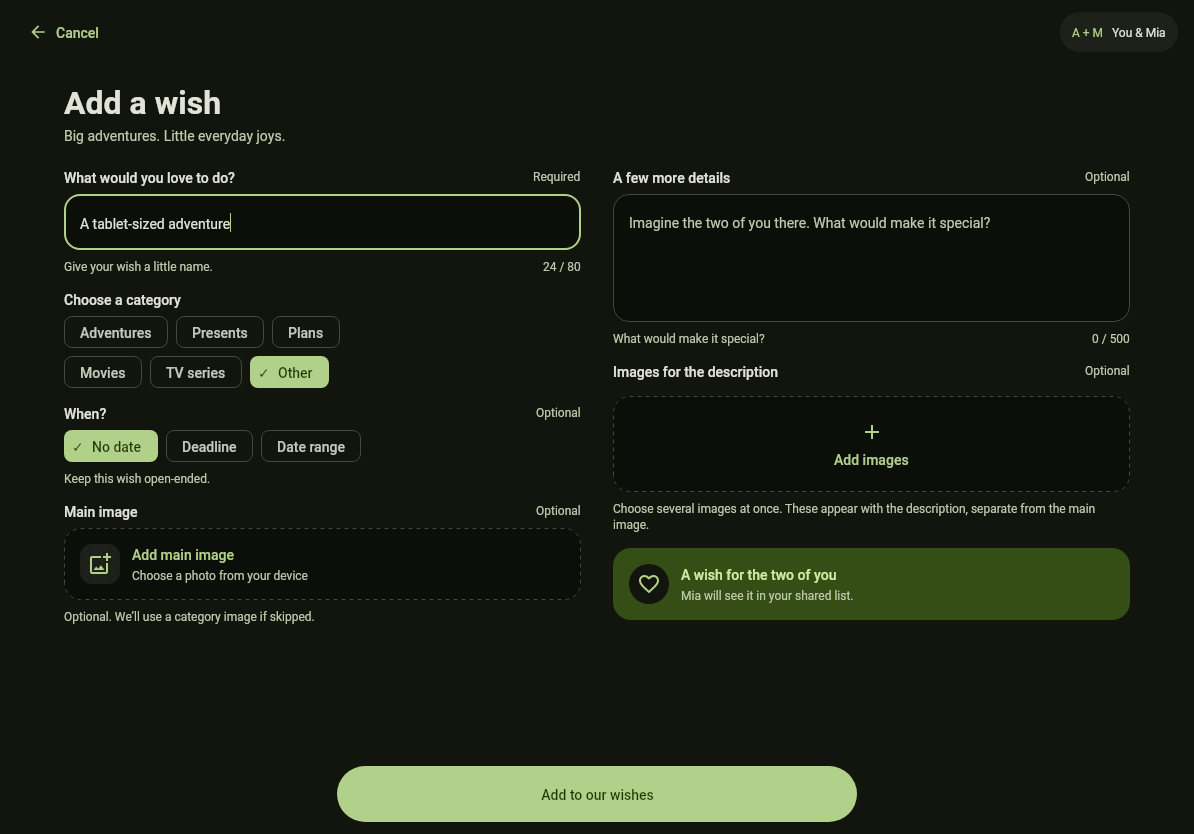 Cancel
A + M You & Mia
Add a wish
Big adventures. Little everyday joys.
What would you love to do? Required
A tablet-sized adventure
Give your wish a little name. 24 / 80
Choose a category
Adventures Presents Plans
Movies TV series ✓ Other
When? Optional
✓ No date Deadline Date range
Keep this wish open-ended.
Main image Optional
Add main image
Choose a photo from your device
Optional. We’ll use a category image if skipped.
A few more details Optional
Imagine the two of you there. What would make it special?
What would make it special? 0 / 500
Images for the description Optional
Add images
Choose several images at once. These appear with the description, separate from the main
image.
A wish for the two of you
Mia will see it in your shared list.
Add to our wishes